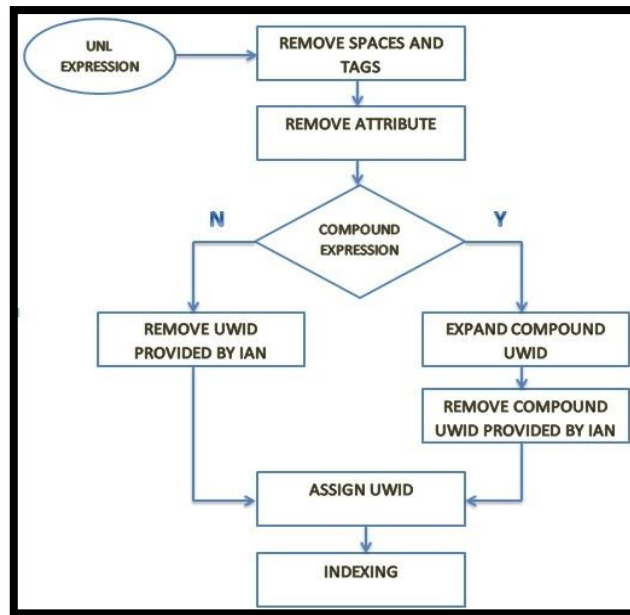 UNL
EXPRESSION
REMOVE SPACES AND
TAGS
REMOVE ATTRIBUTE
N
COMPOUND
EXPRESSION
Y
REMOVE UWID
PROVIDED BY IAN
EXPAND COMPOUND
UWID
REMOVE COMPOUND
UWID PROVIDED BY IAN
ASSIGN UWID
INDEXING